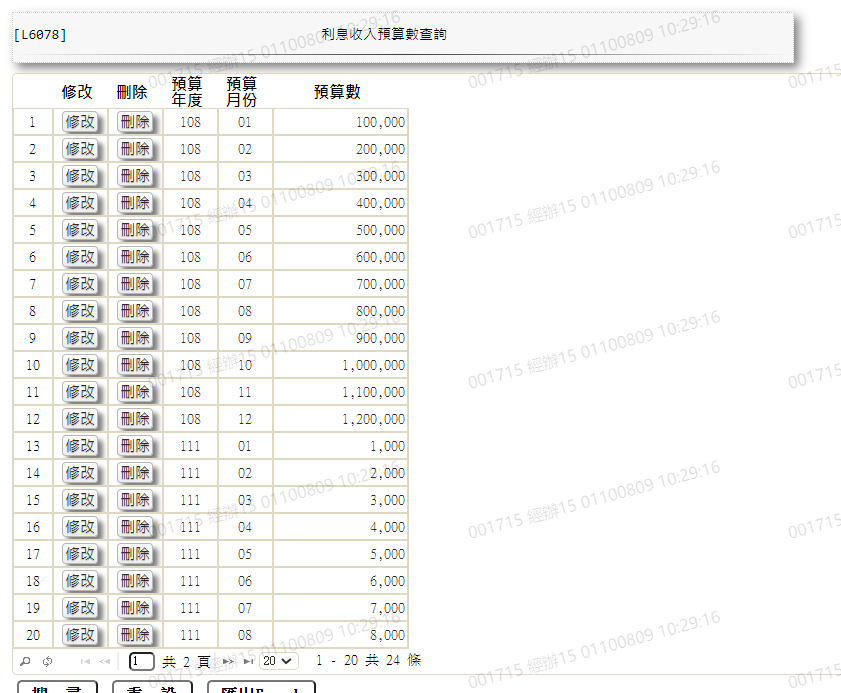 [L6078] 利息收入預算數查詢
修改 刪除 預算年度 預算月份 預算數
1 修改 刪除 108 01 100,000
2 修改 刪除 108 02 200,000
3 修改 刪除 108 03 300,000
4 修改 刪除 108 04 400,000
5 修改 刪除 108 05 500,000
6 修改 刪除 108 06 600,000
7 修改 刪除 108 07 700,000
8 修改 刪除 108 08 800,000
9 修改 刪除 108 09 900,000
10 修改 刪除 108 10 1,000,000
11 修改 刪除 108 11 1,100,000
12 修改 刪除 108 12 1,200,000
13 修改 刪除 111 01 1,000
14 修改 刪除 111 02 2,000
15 修改 刪除 111 03 3,000
16 修改 刪除 111 04 4,000
17 修改 刪除 111 05 5,000
18 修改 刪除 111 06 6,000
19 修改 刪除 111 07 7,000
20 修改 刪除 111 08 8,000
1 共 2 頁 20 1 - 20 共 24 條
001715 經辦15 01100809 10:29:16